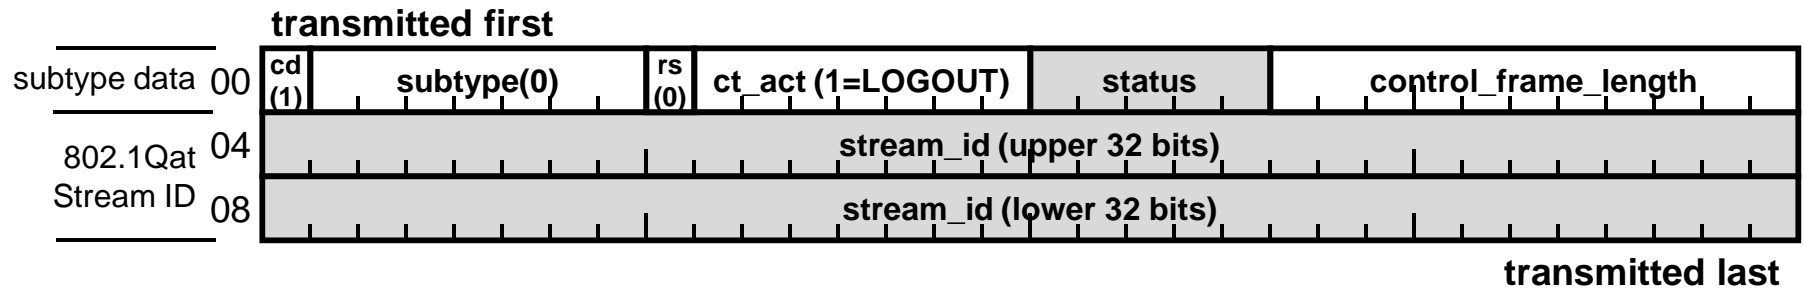 transmitted first
subtype data 00 cd (1) subtype(0) rs (0) ct_act (1=LOGOUT) status control_frame_length
802.1Qat Stream ID
04 stream_id (upper 32 bits)
08 stream_id (lower 32 bits)
transmitted last